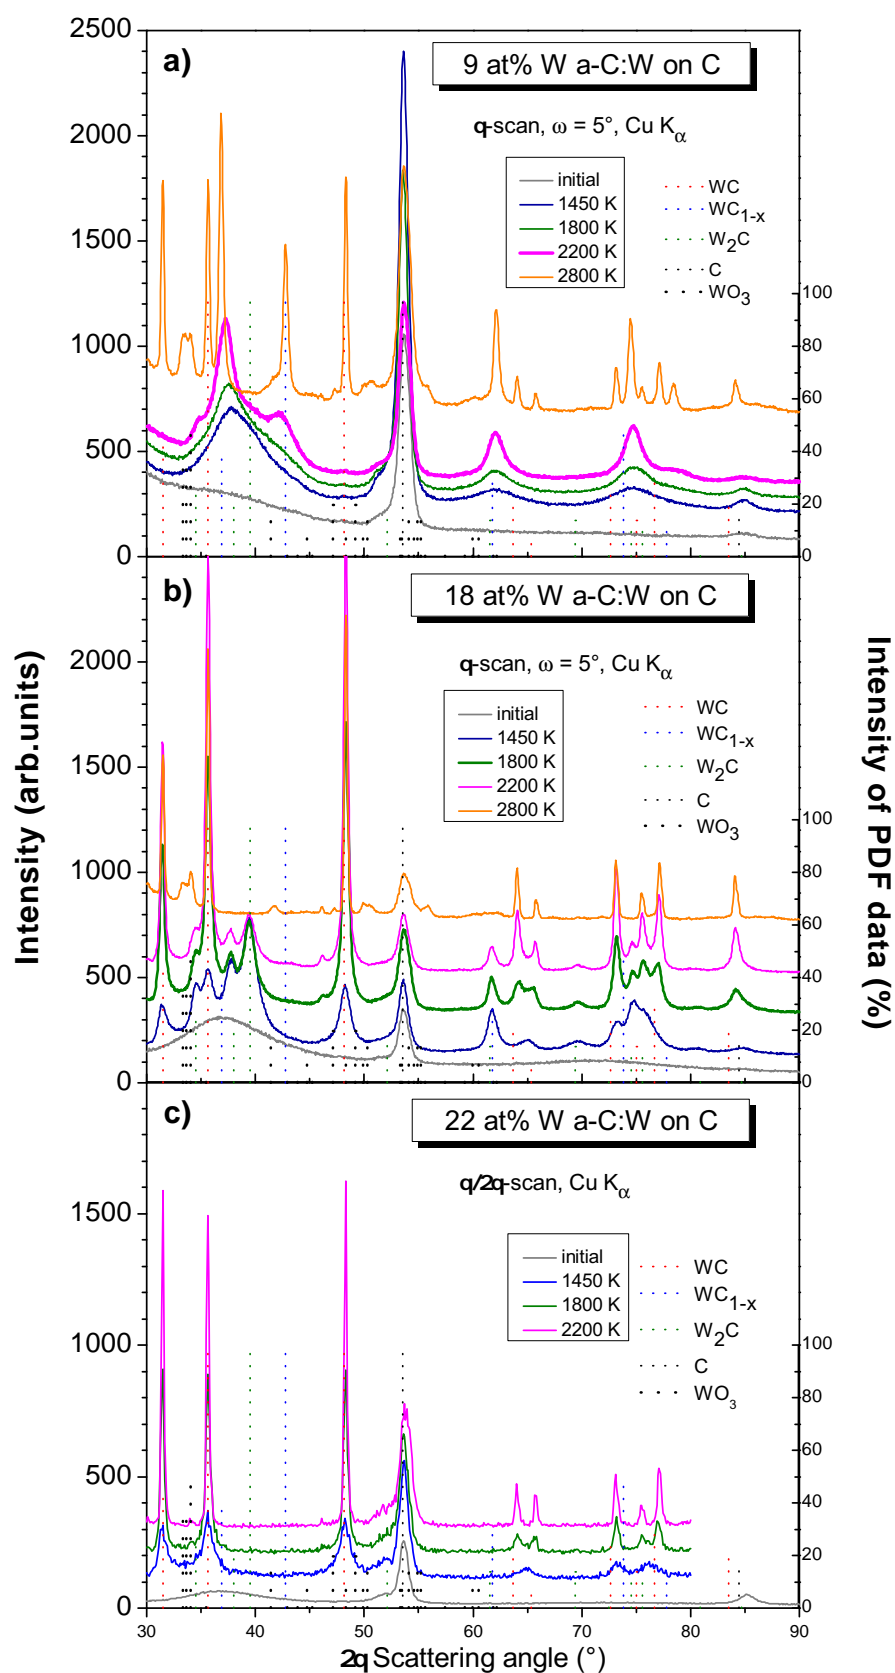 a)
9 at% W a-C:W on C
q-scan, ω = 5°, Cu Kα
initial
1450 K
1800 K
2200 K
2800 K
WC
WC1-x
W2C
C
WO3
2500
2000
1500
1000
500
0
100
80
60
40
20
0
b)
18 at% W a-C:W on C
q-scan, ω = 5°, Cu Kα
initial
1450 K
1800 K
2200 K
2800 K
WC
WC1-x
W2C
C
WO3
2000
1500
1000
500
0
100
80
60
40
20
0
Intensity (arb.units)
Intensity of PDF data (%)
c)
22 at% W a-C:W on C
q/2q-scan, Cu Kα
initial
1450 K
1800 K
2200 K
WC
WC1-x
W2C
C
WO3
1500
1000
500
0
100
80
60
40
20
0
30 40 50 60 70 80 90
2q Scattering angle (°)